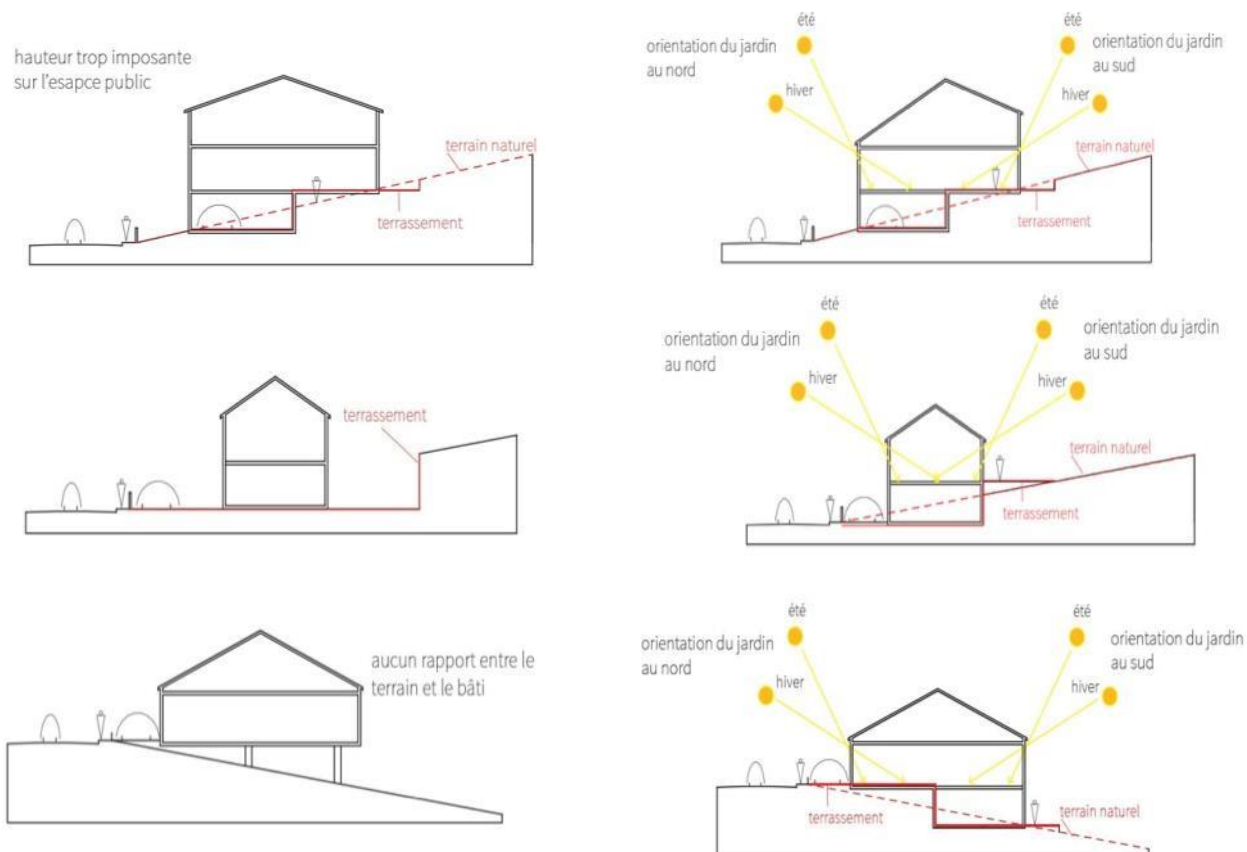 hauteur trop imposante
sur l'esapce public
terrain naturel
terrassement
été
été
orientation du jardin
au nord
orientation du jardin
au sud
hiver
hiver
terrain naturel
terrassement
terrassement
été
été
orientation du jardin
au nord
orientation du jardin
au sud
hiver
hiver
terrain naturel
terrassement
aucun rapport entre le
terrain et le bâti
été
été
orientation du jardin
au nord
orientation du jardin
au sud
hiver
hiver
terrassement
terrain naturel